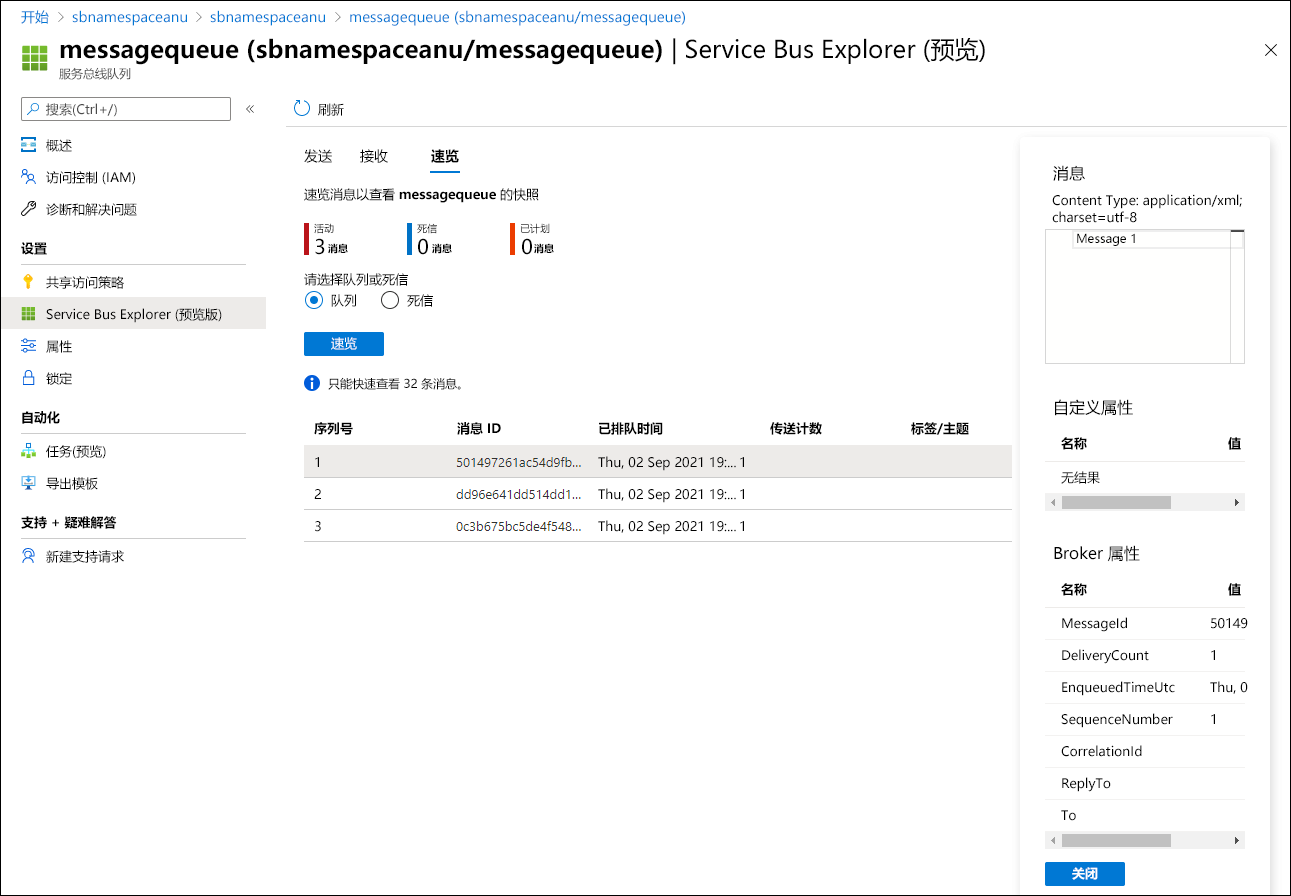 开始 > sbnamespaceanu > sbnamespaceanu > messagequeue (sbnamespaceanu/messagequeue)
messagequeue (sbnamespaceanu/messagequeue) | Service Bus Explorer (预览)
服务总线队列
搜索(Ctrl+/)
概述
访问控制 (IAM)
诊断和解决问题
设置
共享访问策略
Service Bus Explorer (预览版)
属性
锁定
自动化
任务(预览)
导出模板
支持 + 疑难解答
新建支持请求
刷新
发送 接收 速览
速览消息以查看 messagequeue 的快照
活动 死信 已计划
3 消息 0 消息 0 消息
请选择队列或死信
队列 死信
速览
只能快速查看 32 条消息。
序列号 消息 ID 已排队时间 传送计数 标签/主题
1 501497261ac54d9fb... Thu, 02 Sep 2021 19:... 1
2 dd96e641dd514dd1... Thu, 02 Sep 2021 19:... 1
3 0c3b675bc5de4f548... Thu, 02 Sep 2021 19:... 1
消息
Content Type: application/xml;
charset=utf-8
Message 1
自定义属性
名称 值
无结果
Broker 属性
名称 值
MessageId 50149
DeliveryCount 1
EnqueuedTimeUtc Thu, 0
SequenceNumber 1
CorrelationId
ReplyTo
To
关闭